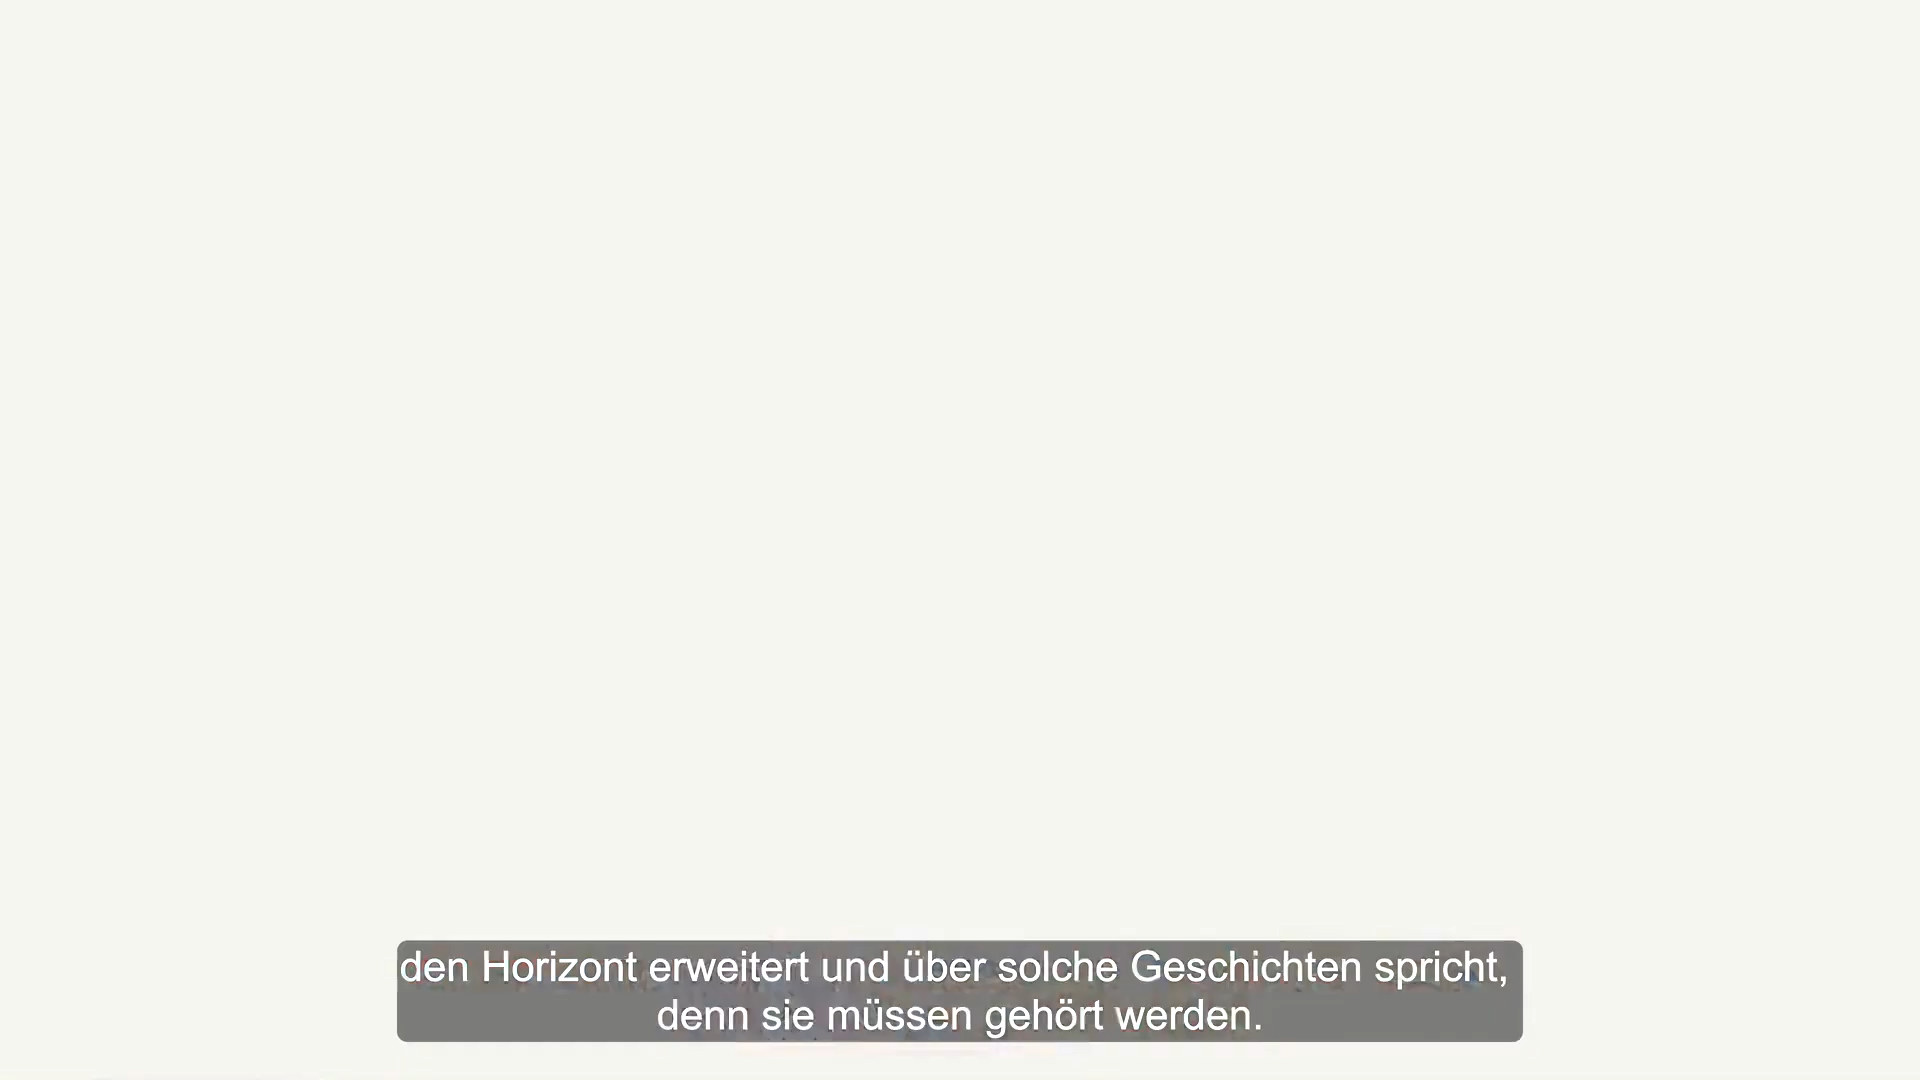 den Horizont erweitert und über solche Geschichten spricht,
denn sie müssen gehört werden.